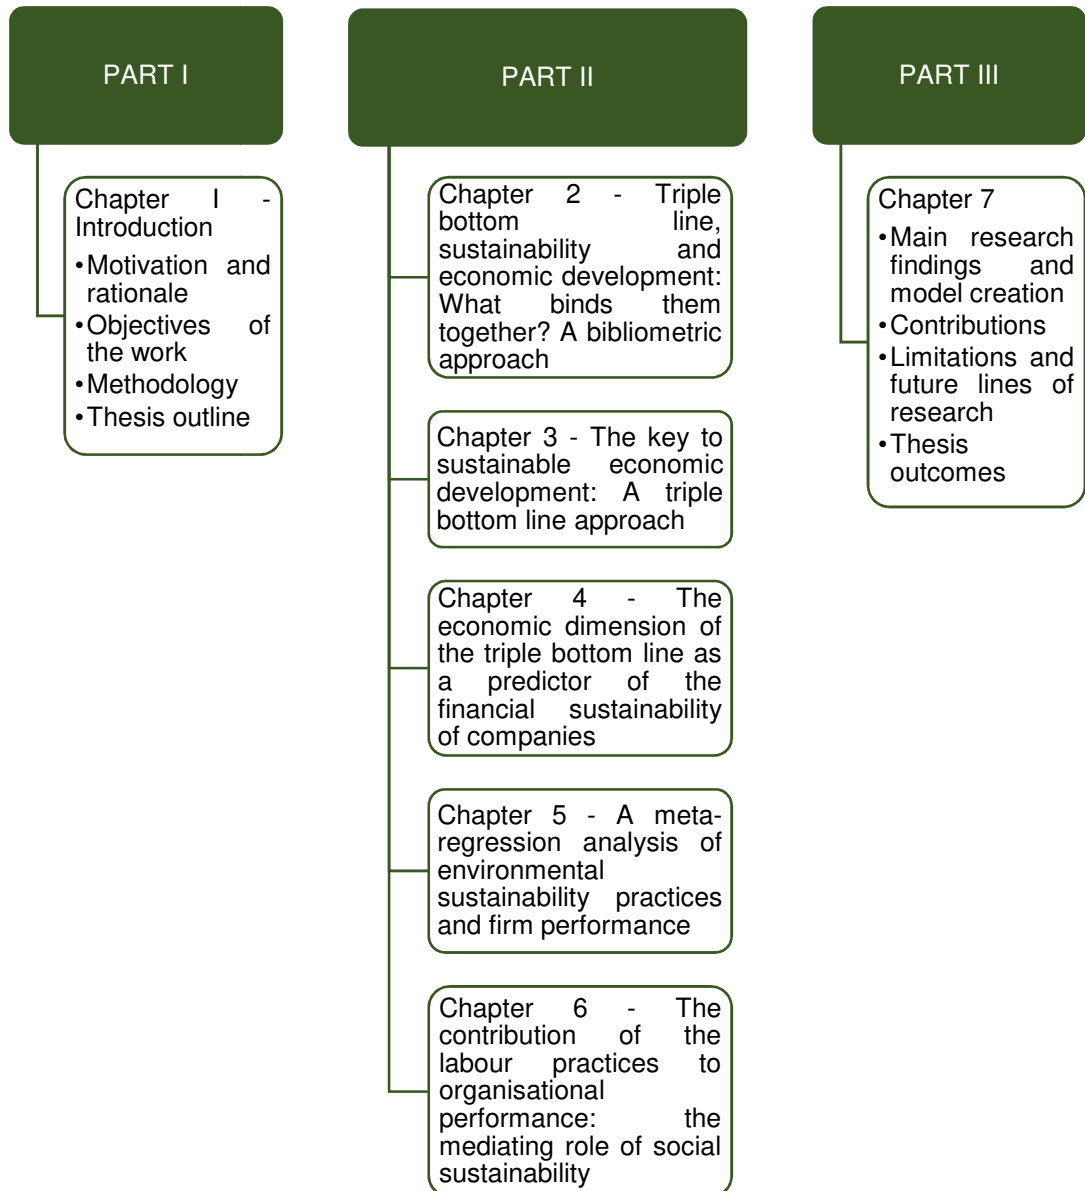 PART I
Chapter I -
Introduction
•Motivation and
rationale
•Objectives of
the work
•Methodology
•Thesis outline
PART II
Chapter 2 - Triple
bottom line,
sustainability and
economic development:
What binds them
together? A bibliometric
approach
Chapter 3 - The key to
sustainable economic
development: A triple
bottom line approach
Chapter 4 - The
economic dimension of
the triple bottom line as
a predictor of the
financial sustainability
of companies
Chapter 5 - A meta-
regression analysis of
environmental
sustainability practices
and firm performance
Chapter 6 - The
contribution of the
labour practices to
organisational
performance: the
mediating role of social
sustainability
PART III
Chapter 7
•Main research
findings and
model creation
•Contributions
•Limitations and
future lines of
research
•Thesis
outcomes